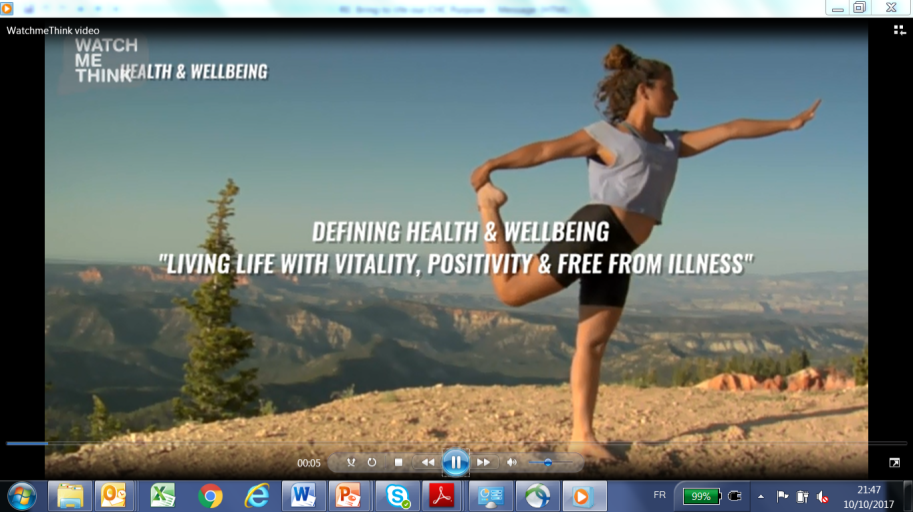 WatchmeThink video
WATCH
ME
THINK
HEALTH & WELLBEING
DEFINING HEALTH & WELLBEING
"LIVING LIFE WITH VITALITY, POSITIVITY & FREE FROM ILLNESS"
00:05
FR
99%
21:47
10/10/2017